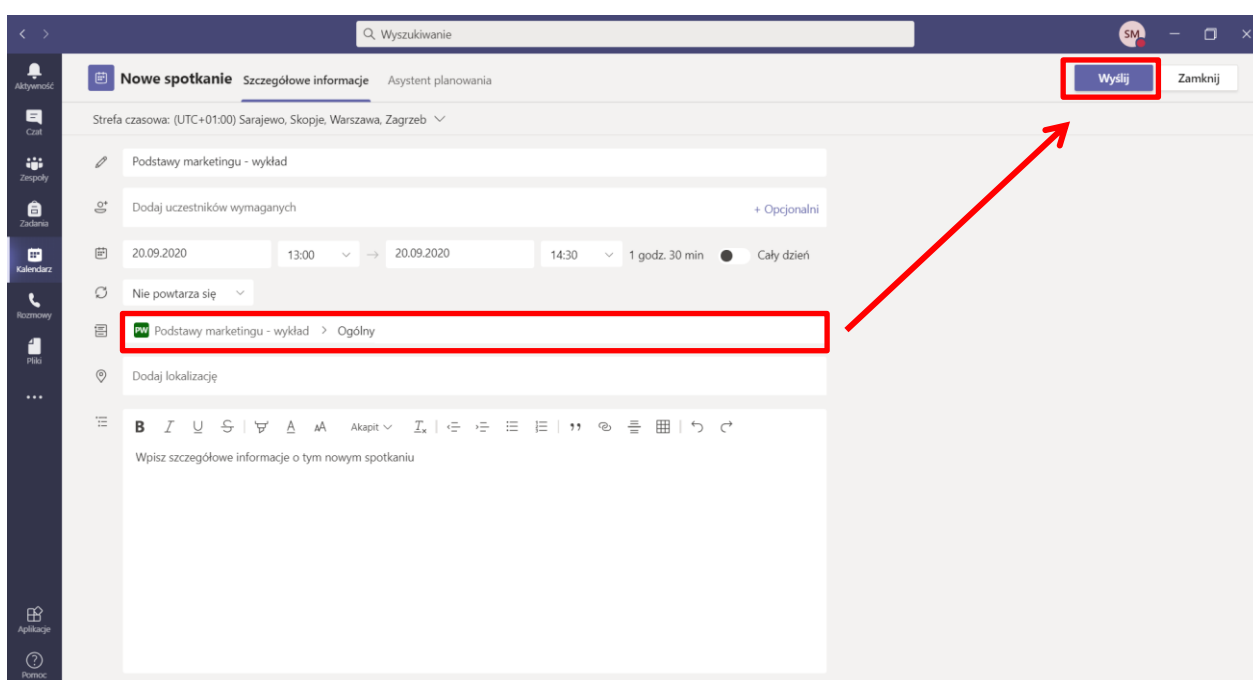 Wyszukiwanie
SM
Aktywność
Nowe spotkanie Szczegółowe informacje Asystent planowania
Wyślij Zamknij
Czat
Strefa czasowa: (UTC+01:00) Sarajewo, Skopje, Warszawa, Zagrzeb
Zespoły
Podstawy marketingu - wykład
Zadania
Dodaj uczestników wymaganych + Opcjonalni
Kalendarz
20.09.2020 13:00 → 20.09.2020 14:30 1 godz. 30 min Cały dzień
Nie powtarza się
Rozmowy
PW Podstawy marketingu - wykład > Ogólny
Pliki
Dodaj lokalizację
B I U S A AA Akapit
Wpisz szczegółowe informacje o tym nowym spotkaniu
Aplikacje
Pomoc